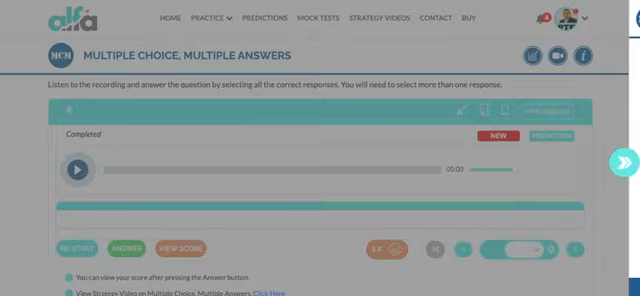 alfa
HOME PRACTICE PREDICTIONS MOCK TESTS STRATEGY VIDEOS CONTACT BUY
4
PTE
MCM MULTIPLE CHOICE, MULTIPLE ANSWERS
Listen to the recording and answer the question by selecting all the correct responses. You will need to select more than one response.
Completed
NEW PREDICTION
00:00
RE-START ANSWER VIEW SCORE 1 X
You can view your score after pressing the Answer button.
View Strategy Video on Multiple Choice, Multiple Answers. Click Here